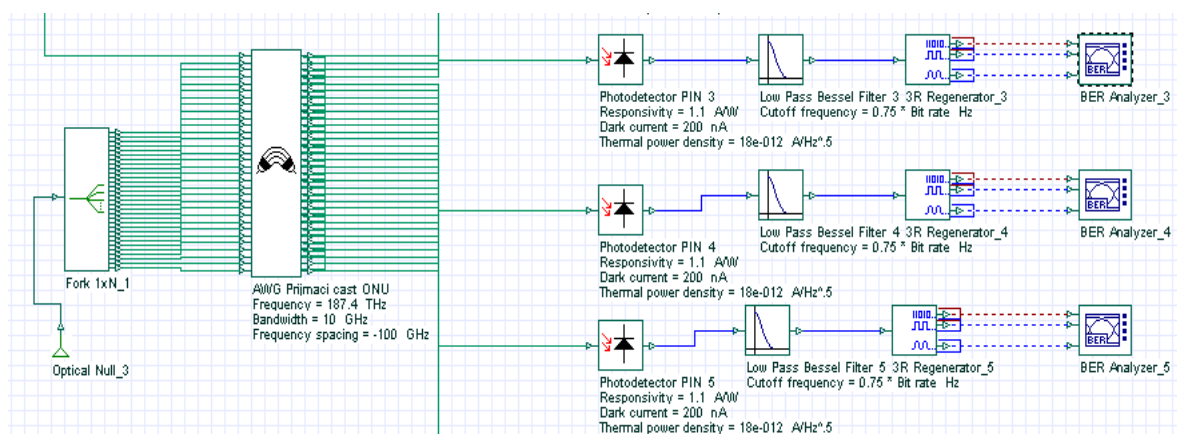 Photodetector PIN 3
Responsivity = 1.1 A/W
Dark current = 200 nA
Thermal power density = 18e-012 A/Hz^.5
Low Pass Bessel Filter 3
Cutoff frequency = 0.75 * Bit rate Hz
3R Regenerator_3
BER
BER Analyzer_3
Photodetector PIN 4
Responsivity = 1.1 A/W
Dark current = 200 nA
Thermal power density = 18e-012 A/Hz^.5
Low Pass Bessel Filter 4
Cutoff frequency = 0.75 * Bit rate Hz
3R Regenerator_4
BER
BER Analyzer_4
Fork 1xN_1
AWG Prijmaci cast ONU
Frequency = 187.4 THz
Bandwidth = 10 GHz
Frequency spacing = -100 GHz
Optical Null_3
Photodetector PIN 5
Responsivity = 1.1 A/W
Dark current = 200 nA
Thermal power density = 18e-012 A/Hz^.5
Low Pass Bessel Filter 5
Cutoff frequency = 0.75 * Bit rate Hz
3R Regenerator_5
BER
BER Analyzer_5